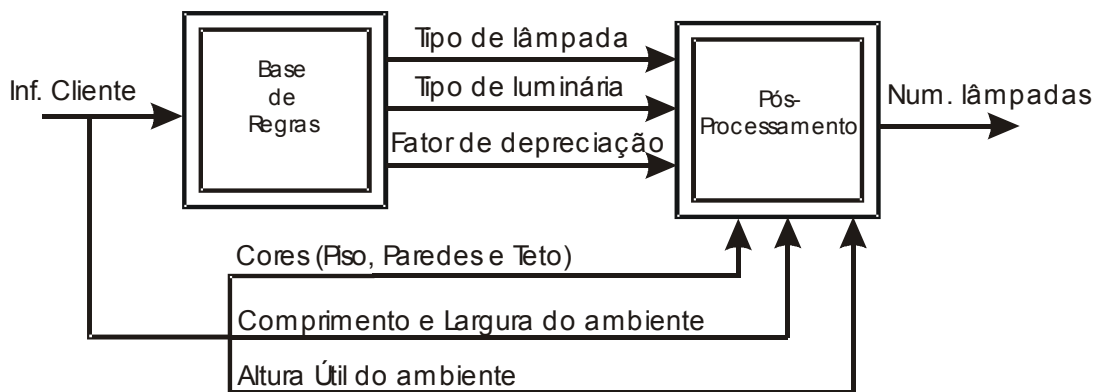 Inf. Cliente
Base
de
Regras
Tipo de lâmpada
Tipo de luminária
Fator de depreciação
Pós-
Processamento
Num. lâmpadas
Cores (Piso, Paredes e Teto)
Comprimento e Largura do ambiente
Altura Útil do ambiente